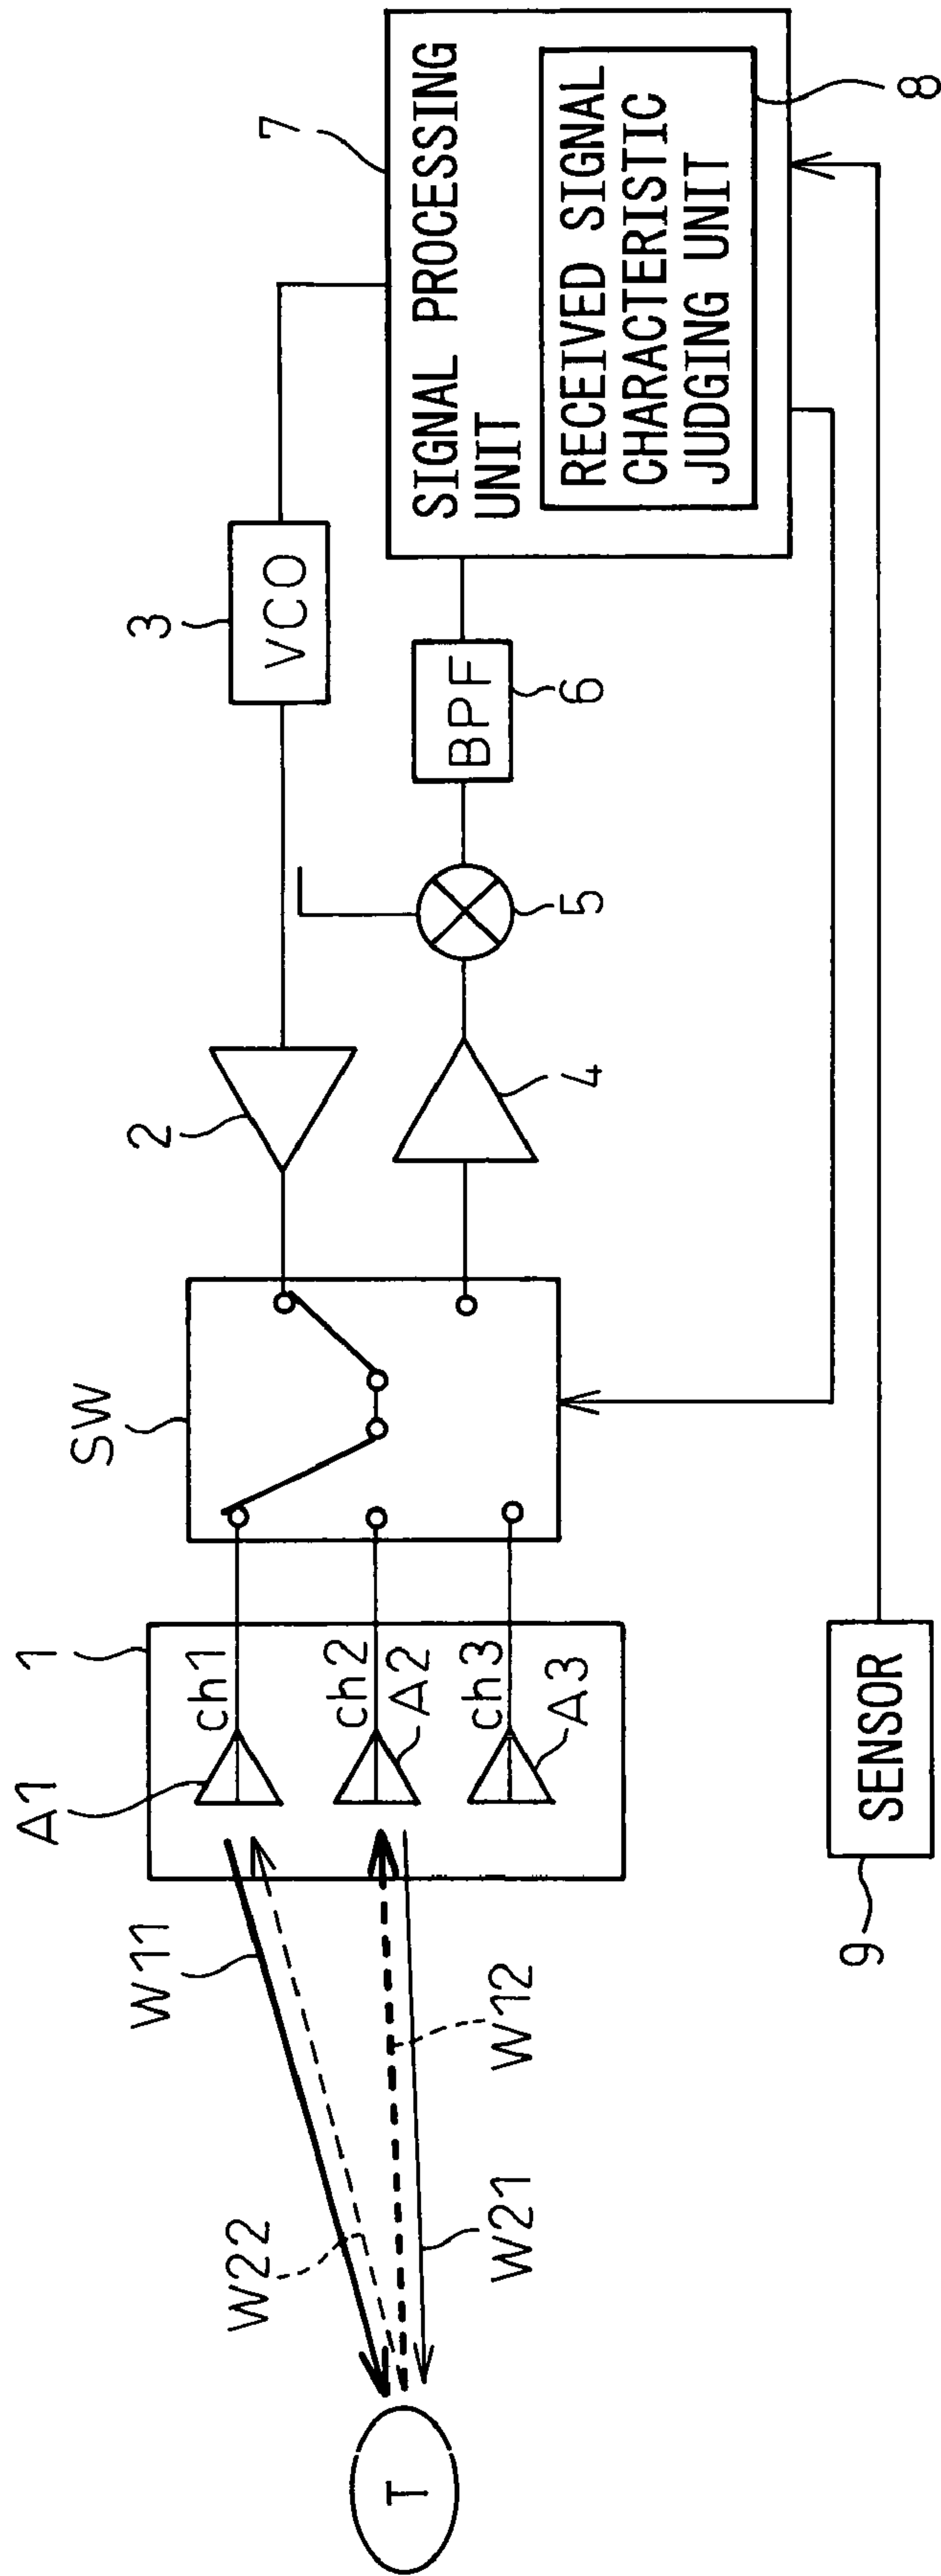 T
W11
W22
W12
W21
1
A1
ch1
ch2
A2
ch3
A3
SW
2
3
VCO
4
5
6
BPF
7
SIGNAL PROCESSING
UNIT
RECEIVED SIGNAL
CHARACTERISTIC
JUDGING UNIT
8
9
SENSOR